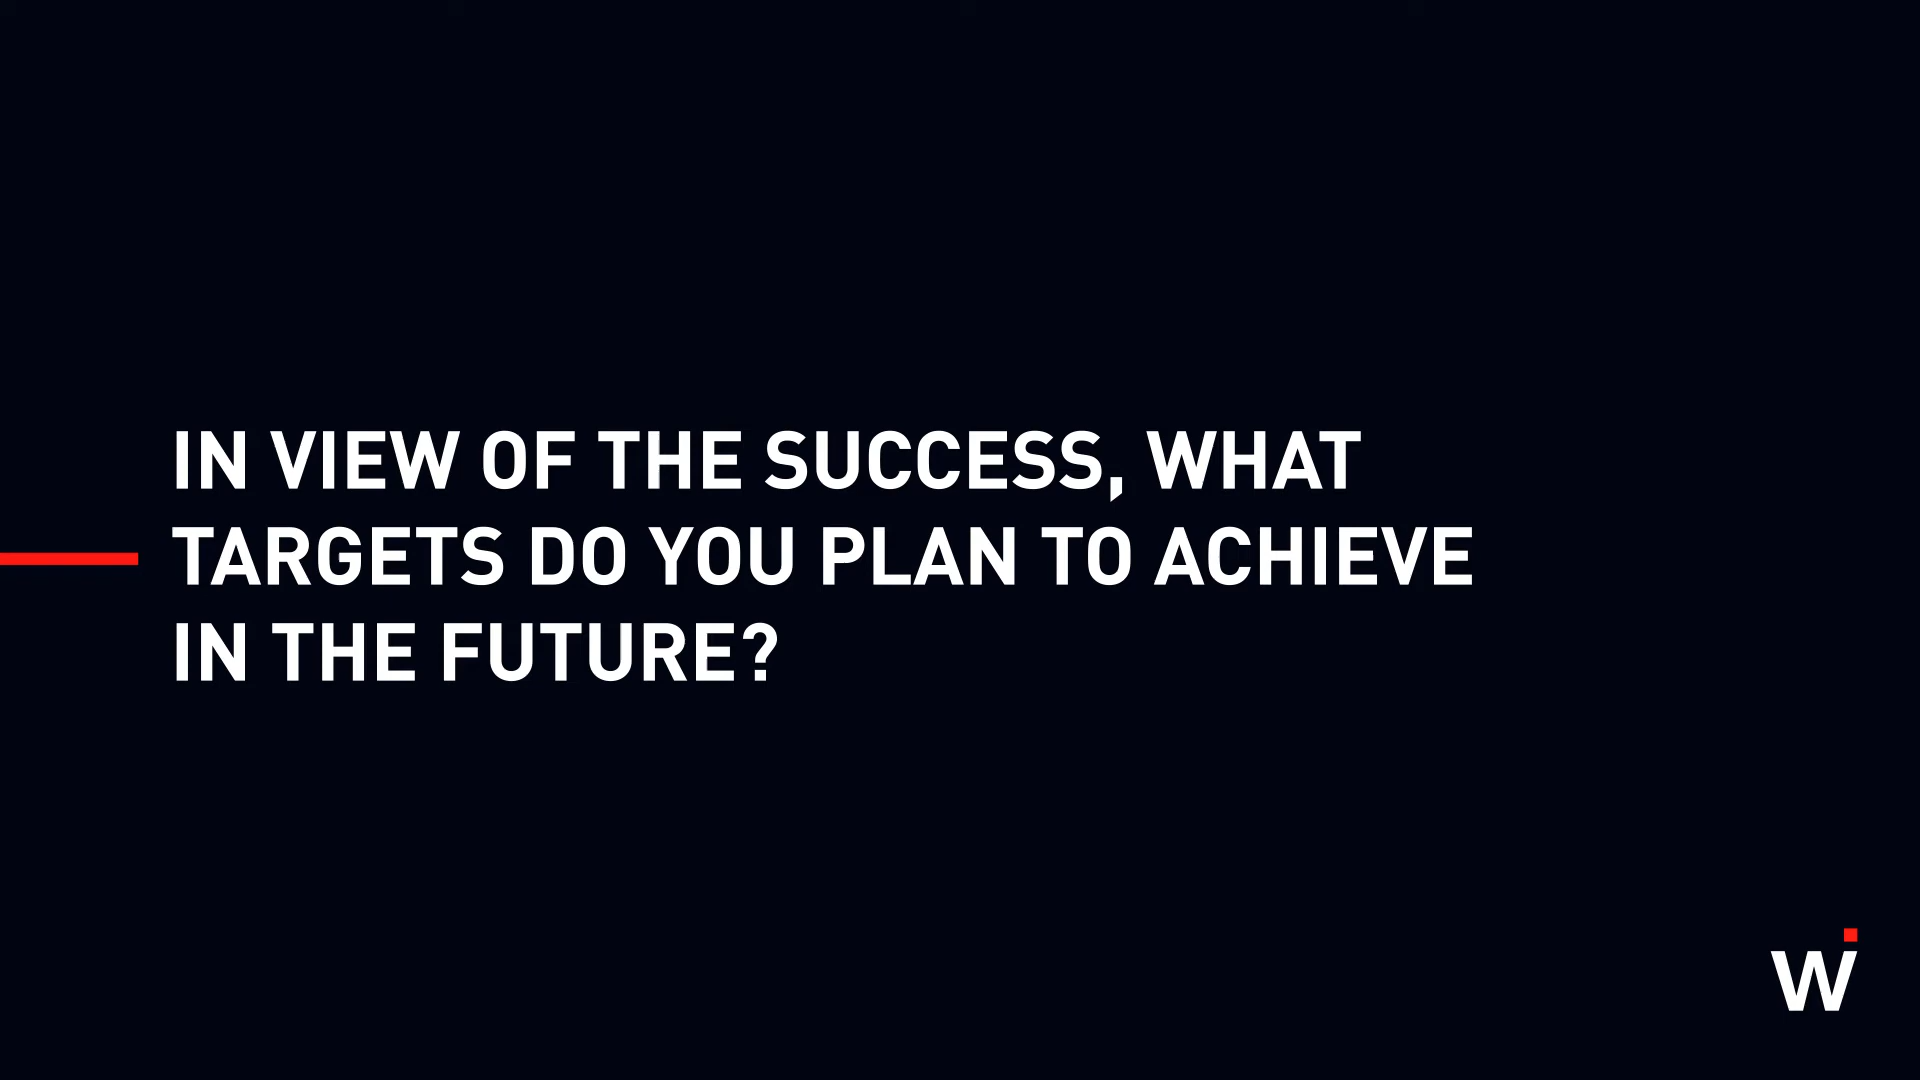 IN VIEW OF THE SUCCESS, WHAT
TARGETS DO YOU PLAN TO ACHIEVE
IN THE FUTURE?
W